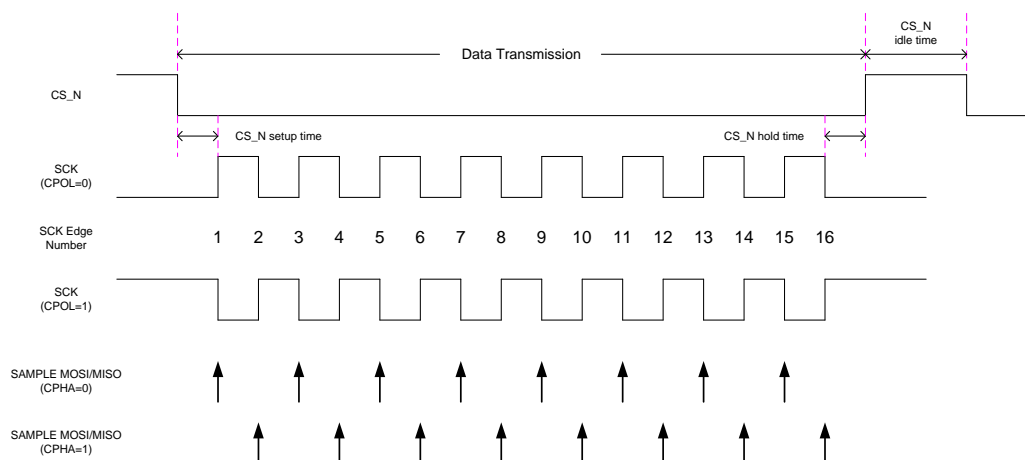 CS_N
idle time
Data Transmission
CS_N
CS_N setup time
CS_N hold time
SCK
(CPOL=0)
SCK Edge
Number
1 2 3 4 5 6 7 8 9 10 11 12 13 14 15 16
SCK
(CPOL=1)
SAMPLE MOSI/MISO
(CPHA=0)
SAMPLE MOSI/MISO
(CPHA=1)